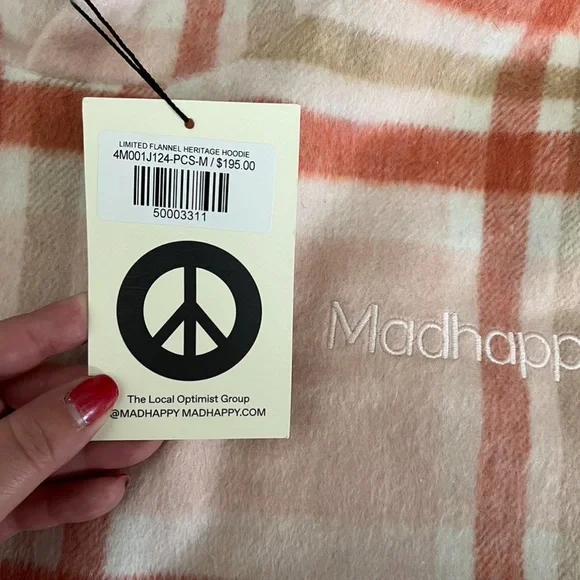 LIMITED FLANNEL HERITAGE HOODIE
4M001J124-PCS-M / $195.00
50003311
The Local Optimist Group
@MADHAPPY MADHAPPY.COM
Madhapp